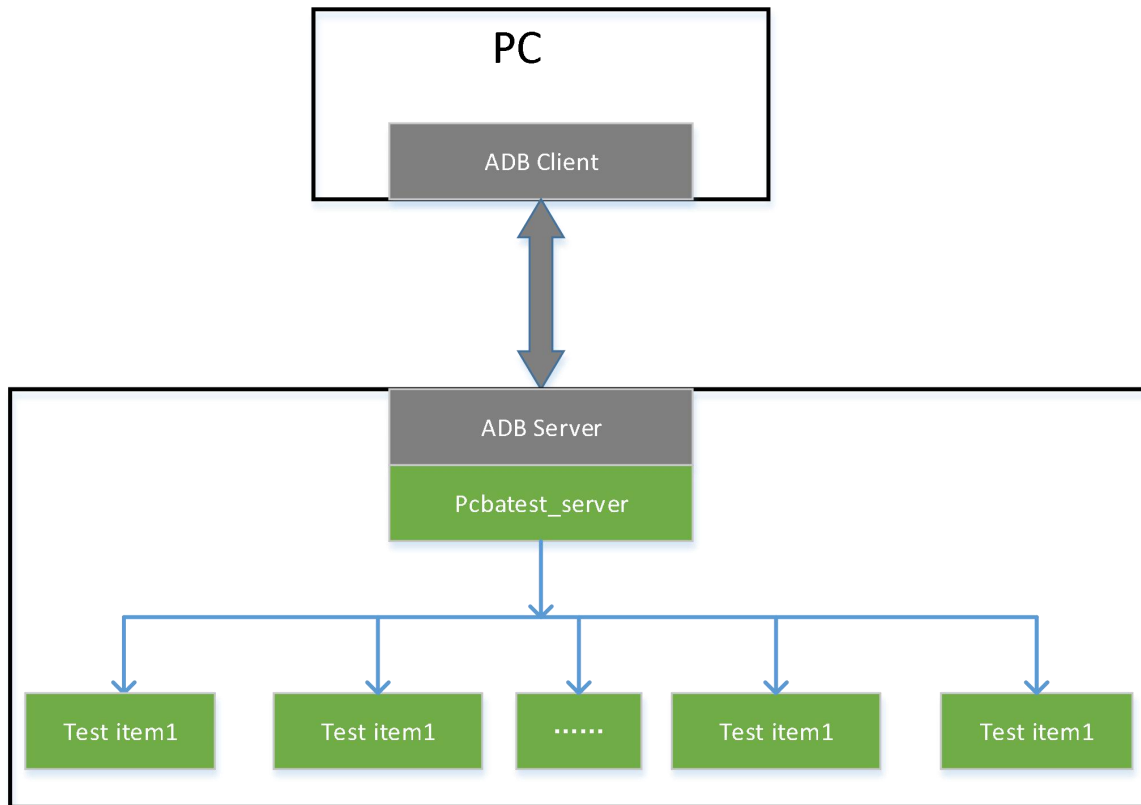 PC
ADB Client
ADB Server
Pcbatest_server
Test item1
Test item1
......
Test item1
Test item1